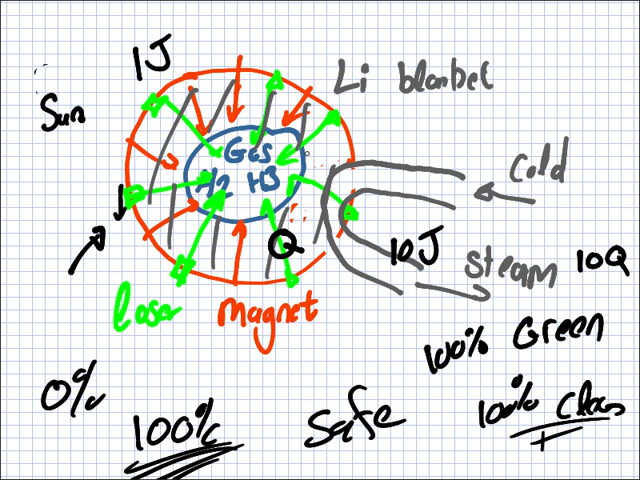 1J
Li blanket
Sun
Gas
H2 H3
cold
Q
10J
steam
10Q
laser
magnet
100% Green
0%
100%
Safe
100% Clean